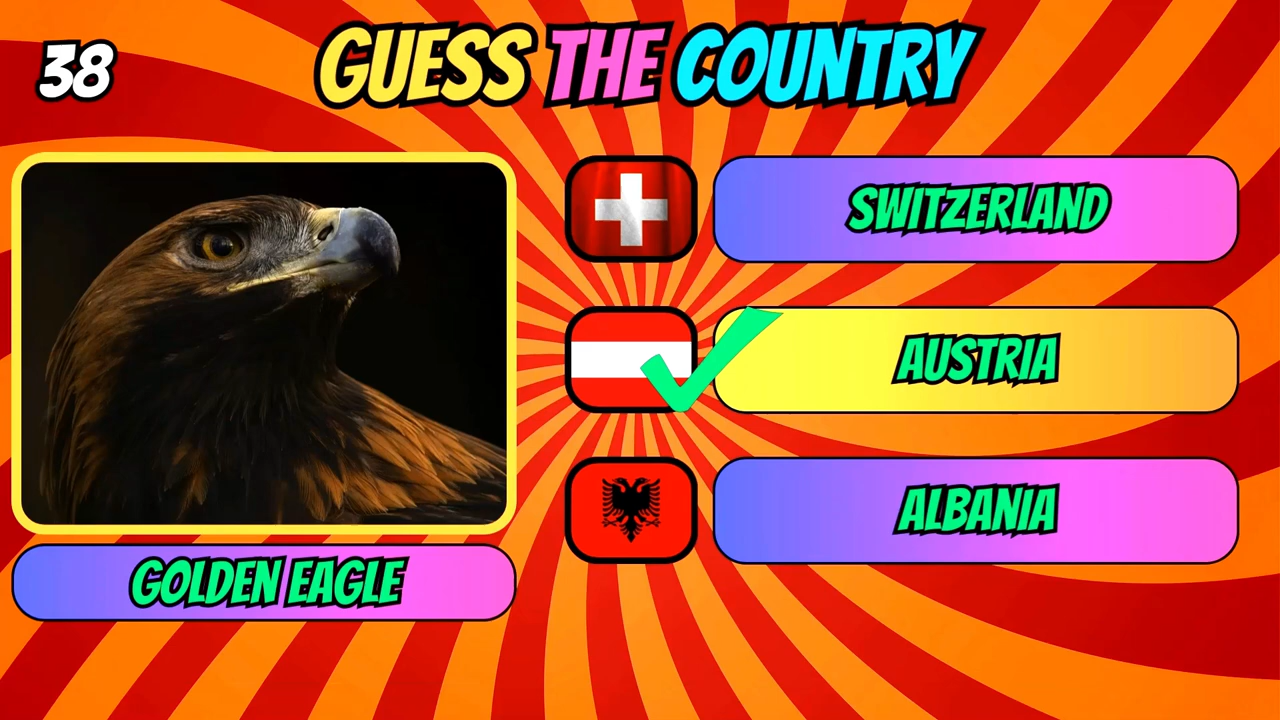 38
GUESS THE COUNTRY
SWITZERLAND
AUSTRIA
ALBANIA
GOLDEN EAGLE